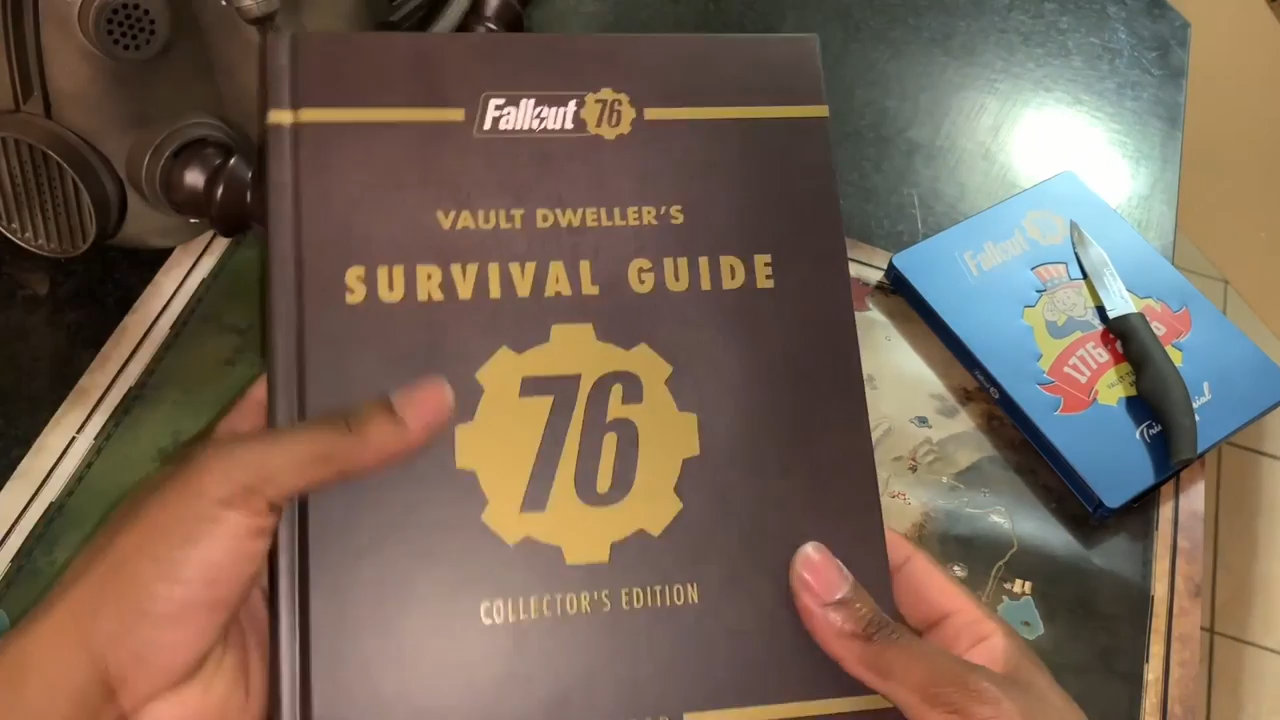 Fallout 76
VAULT DWELLER'S
SURVIVAL GUIDE
76
COLLECTOR'S EDITION
Fallout
1776